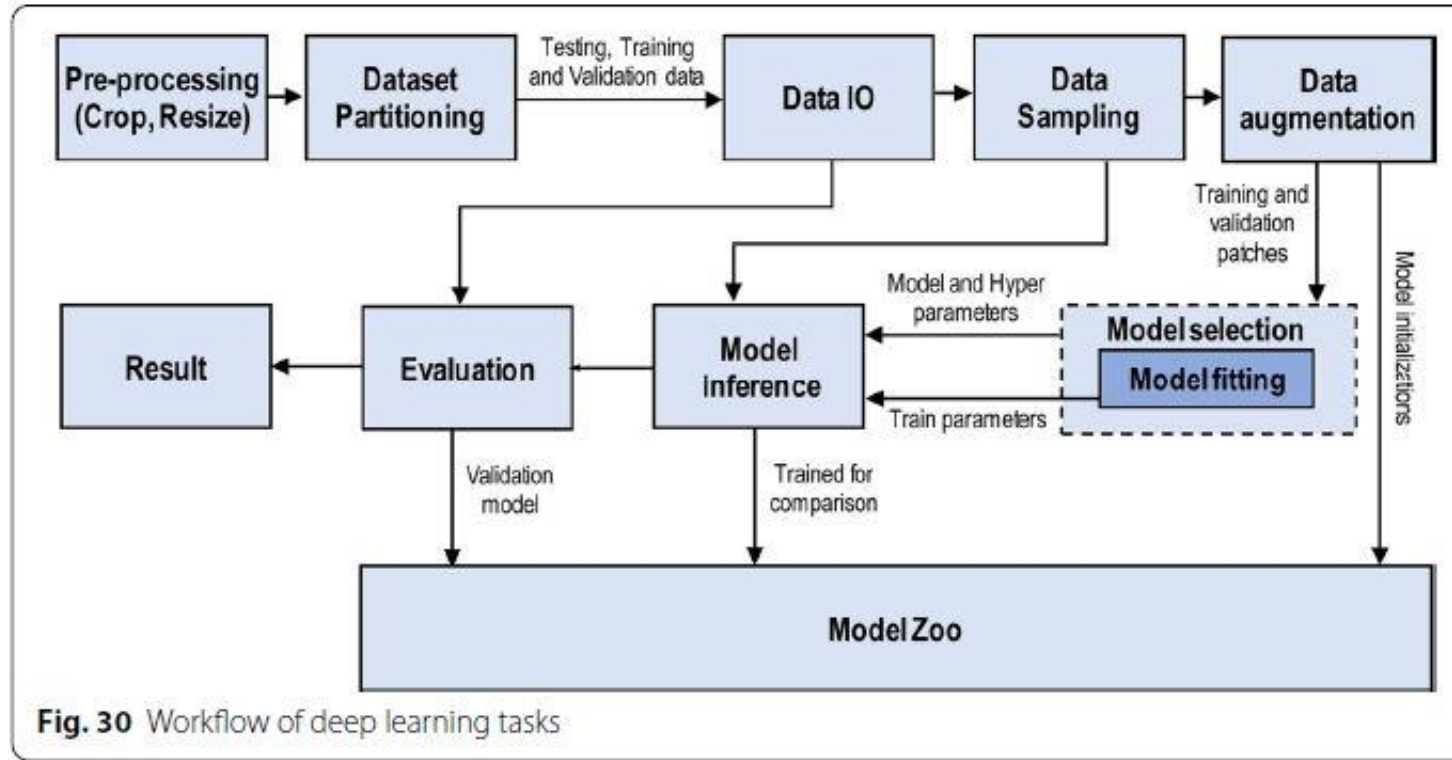 Pre-processing
(Crop, Resize)
Dataset
Partitioning
Testing, Training
and Validation data
Data IO
Data
Sampling
Data
augmentation
Training and
validation
patches
Model initializations
Model and Hyper
parameters
Model selection
Model fitting
Train parameters
Model
inference
Evaluation
Result
Validation
model
Trained for
comparison
Model Zoo
Fig. 30 Workflow of deep learning tasks